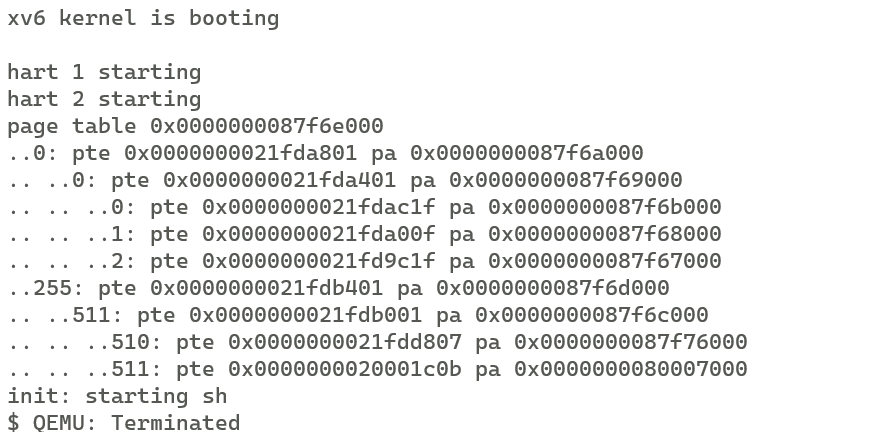 xv6 kernel is booting

hart 1 starting
hart 2 starting
page table 0x0000000087f6e000
..0: pte 0x0000000021fda801 pa 0x0000000087f6a000
.. ..0: pte 0x0000000021fda401 pa 0x0000000087f69000
.. .. ..0: pte 0x0000000021fdac1f pa 0x0000000087f6b000
.. .. ..1: pte 0x0000000021fda00f pa 0x0000000087f68000
.. .. ..2: pte 0x0000000021fd9c1f pa 0x0000000087f67000
..255: pte 0x0000000021fdb401 pa 0x0000000087f6d000
.. ..511: pte 0x0000000021fdb001 pa 0x0000000087f6c000
.. .. ..510: pte 0x0000000021fdd807 pa 0x0000000087f76000
.. .. ..511: pte 0x0000000020001c0b pa 0x0000000080007000
init: starting sh
$ QEMU: Terminated